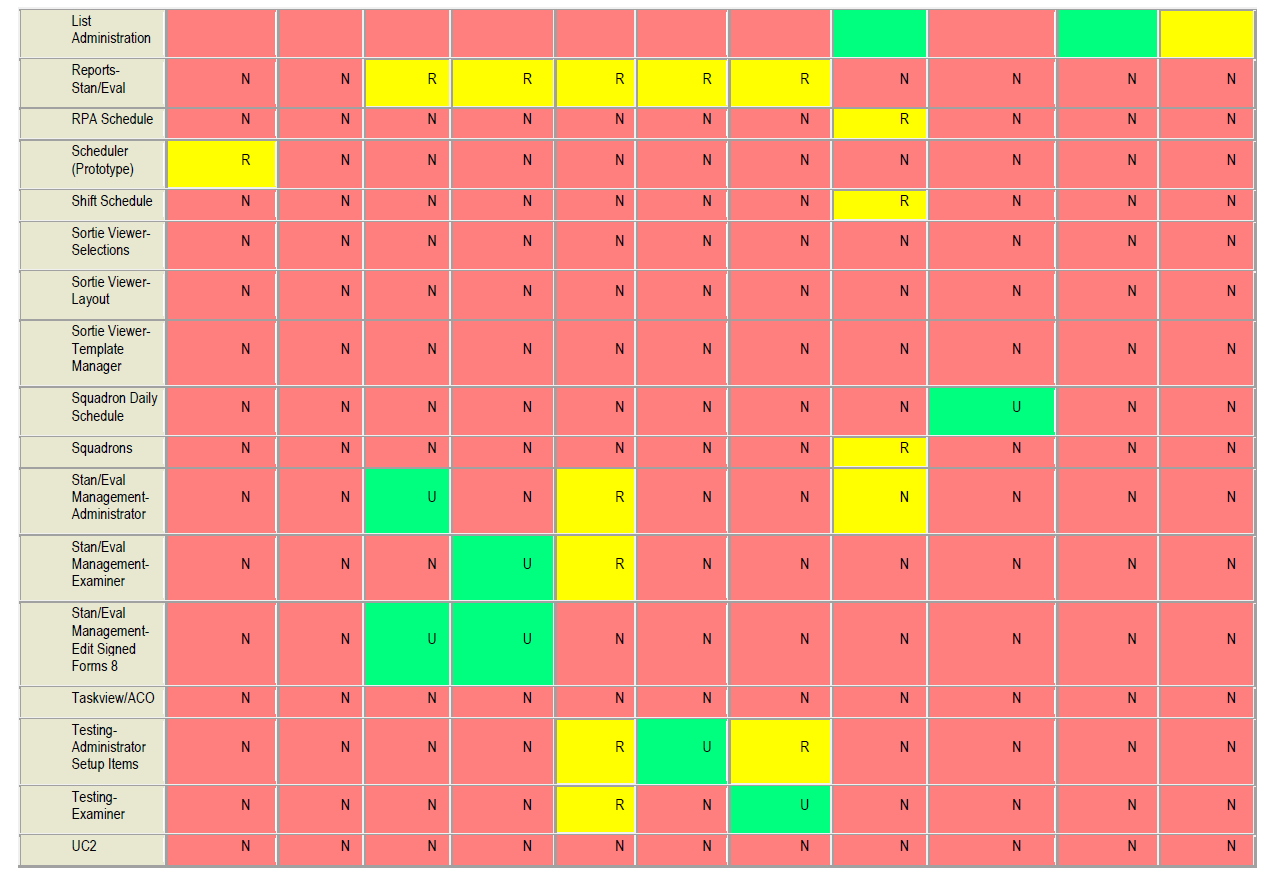 List
Administration
Reports-
Stan/Eval
N N R R R R R N N N N
RPA Schedule
N N N N N N N R N N N
Scheduler
(Prototype)
R N N N N N N N N N N
Shift Schedule
N N N N N N N R N N N
Sortie Viewer-
Selections
N N N N N N N N N N N
Sortie Viewer-
Layout
N N N N N N N N N N N
Sortie Viewer-
Template
Manager
N N N N N N N N N N N
Squadron Daily
Schedule
N N N N N N N N U N N
Squadrons
N N N N N N N R N N N
Stan/Eval
Management-
Administrator
N N U N R N N N N N N
Stan/Eval
Management-
Examiner
N N N U R N N N N N N
Stan/Eval
Management-
Edit Signed
Forms 8
N N U U N N N N N N N
Taskview/ACO
N N N N N N N N N N N
Testing-
Administrator
Setup Items
N N N N R U R N N N N
Testing-
Examiner
N N N N R N U N N N N
UC2
N N N N N N N N N N N